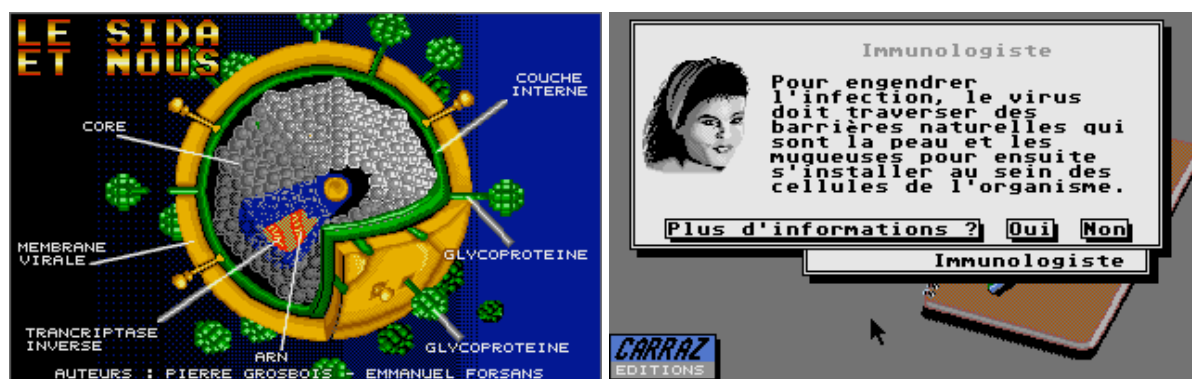 LE SIDA
ET NOUS
COUCHE
INTERNE
CORE
MEMBRANE
VIRALE
GLYCOPROTEINE
TRANCRIPTASE
INVERSE
ARN
GLYCOPROTEINE
AUTEURS : PIERRE GROSBOIS - EMMANUEL FORSANS
Immunologiste
Pour engendrer
l'infection, le virus
doit traverser des
barrières naturelles qui
sont la peau et les
muqueuses pour ensuite
s'installer au sein des
cellules de l'organisme.
Plus d'informations ? Oui Non
Immunologiste
CARRAZ
EDITIONS